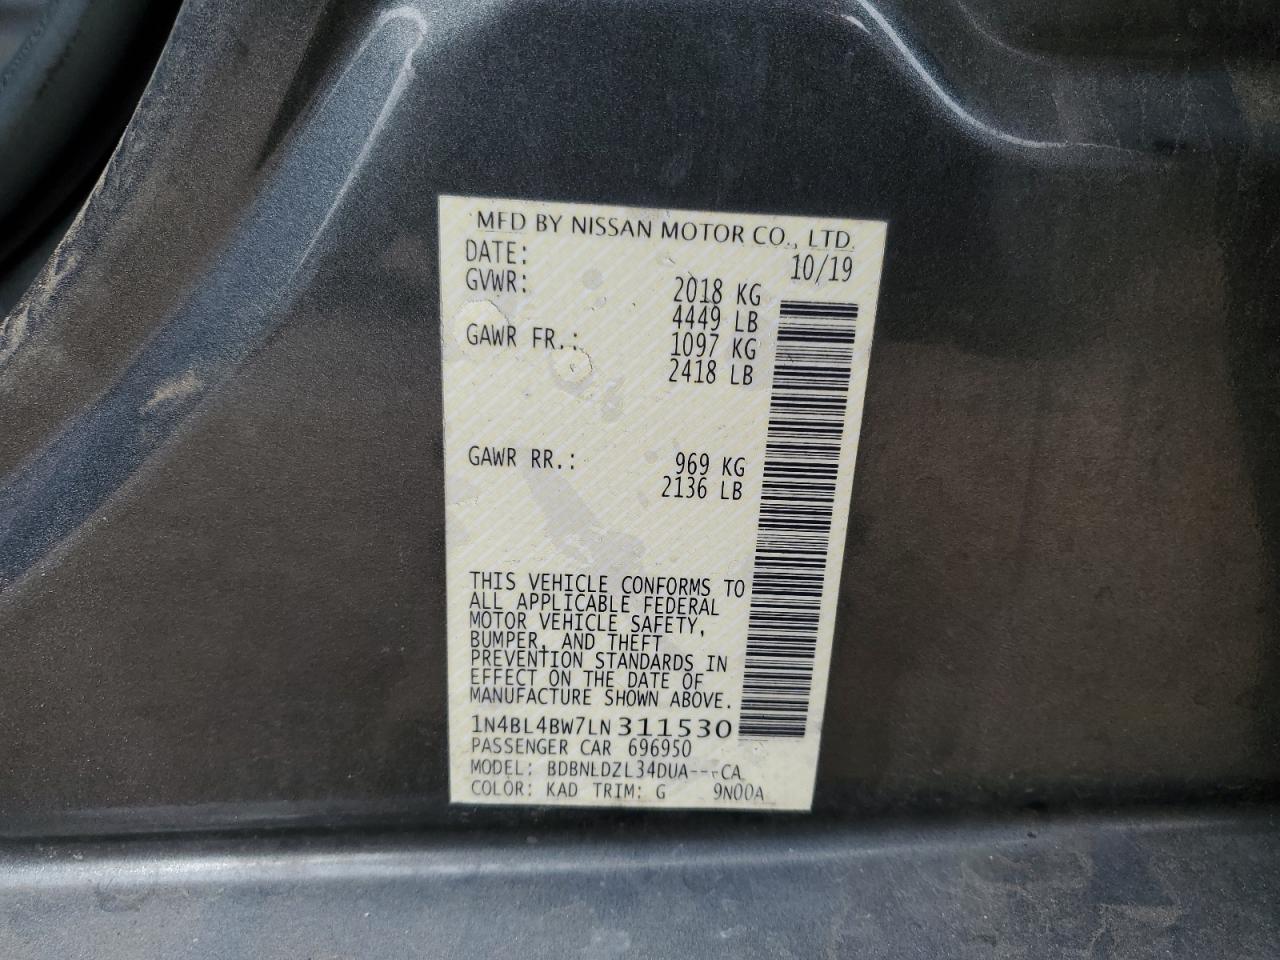 MFD BY NISSAN MOTOR CO., LTD.
DATE: 10/19
GVWR: 2018 KG
4449 LB
GAWR FR.: 1097 KG
2418 LB
GAWR RR.: 969 KG
2136 LB
THIS VEHICLE CONFORMS TO
ALL APPLICABLE FEDERAL
MOTOR VEHICLE SAFETY,
BUMPER, AND THEFT
PREVENTION STANDARDS IN
EFFECT ON THE DATE OF
MANUFACTURE SHOWN ABOVE.
1N4BL4BW7LN311530
PASSENGER CAR 696950
MODEL: BDBNLDZL34DUA---CA
COLOR: KAD TRIM: G 9N00A